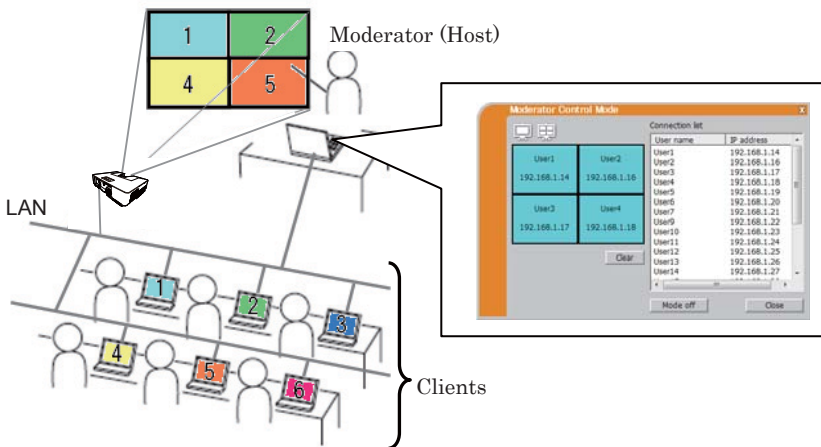 1 2
4 5
Moderator (Host)
Moderator Control Mode X
Connection list
User name IP address
User1 192.168.1.14
User2 192.168.1.16
User3 192.168.1.17
User4 192.168.1.18
User5 192.168.1.19
User6 192.168.1.20
User7 192.168.1.21
User9 192.168.1.22
User10 192.168.1.23
User11 192.168.1.24
User12 192.168.1.25
User13 192.168.1.26
User14 192.168.1.27
User1 User2
192.168.1.14 192.168.1.16
User3 User4
192.168.1.17 192.168.1.18
Clear
Mode off Close
LAN
1 2 3
4 5 6
Clients